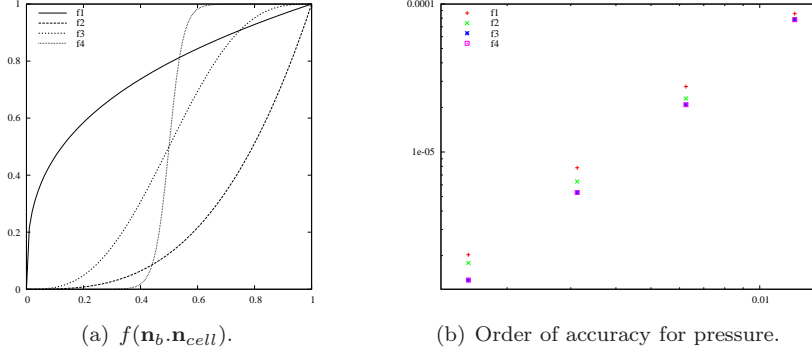 1
0.8
0.6
0.4
0.2
0
0
0.2
0.4
0.6
0.8
1
f1
f2
f3
f4
(a) f(n_b.n_cell).
0.0001
1e-05
0.01
f1
f2
f3
f4
(b) Order of accuracy for pressure.